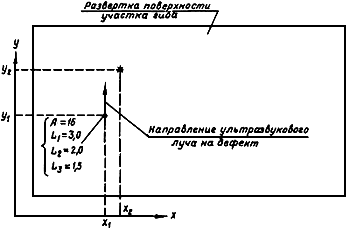 Развертка поверхности
участка гиба
y
y₂
y₁
A = 16
L₁ = 3,0
L₂ = 2,0
L₃ = 1,5
Направление ультразвукового
луча на дефект
x₁
x₂
x